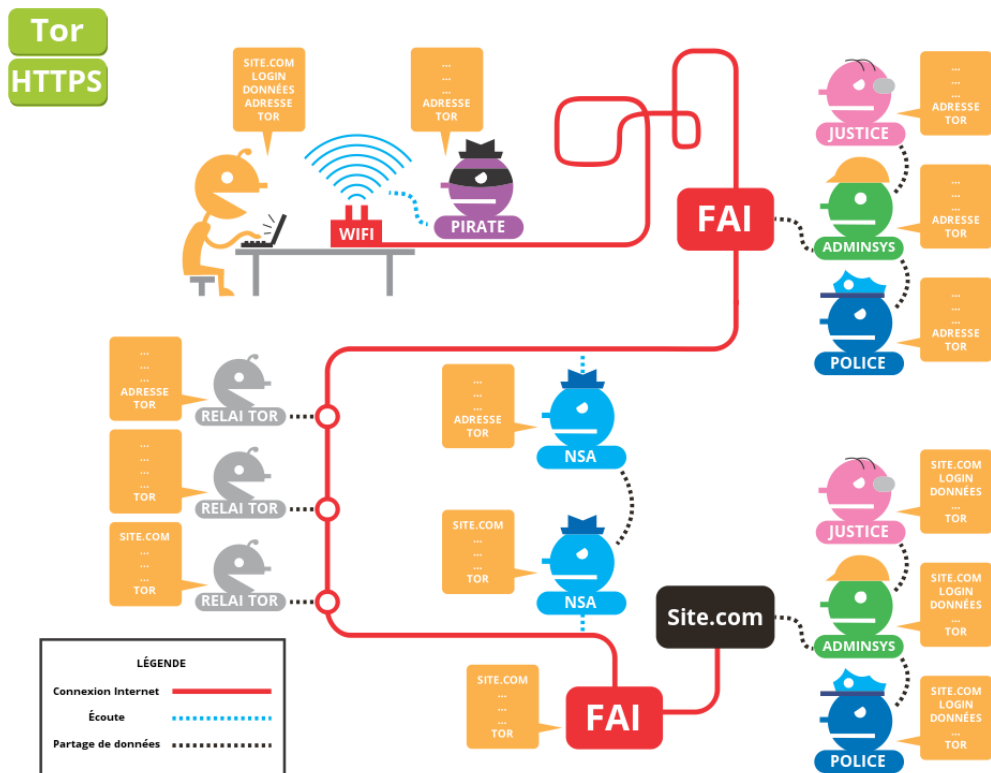 Tor
HTTPS
SITE.COM
LOGIN
DONNÉES
ADRESSE
TOR
...
...
...
ADRESSE
TOR
WIFI
PIRATE
FAI
...
...
...
ADRESSE
TOR
JUSTICE
...
...
...
ADRESSE
TOR
ADMINSYS
...
...
...
ADRESSE
TOR
POLICE
...
...
...
ADRESSE
TOR
RELAI TOR
...
...
...
...
TOR
RELAI TOR
SITE.COM
...
...
...
TOR
RELAI TOR
...
...
...
ADRESSE
TOR
NSA
SITE.COM
...
...
...
TOR
NSA
SITE.COM
...
...
...
TOR
FAI
Site.com
SITE.COM
LOGIN
DONNÉES
...
TOR
JUSTICE
SITE.COM
LOGIN
DONNÉES
...
TOR
ADMINSYS
SITE.COM
LOGIN
DONNÉES
...
TOR
POLICE
LÉGENDE
Connexion Internet
Écoute
Partage de données